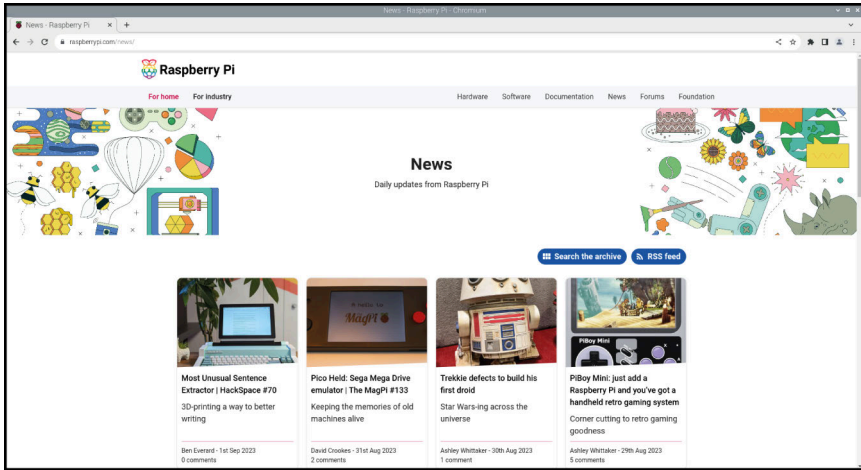 News - Raspberry Pi - Chromium
News - Raspberry Pi
raspberrypi.com/news/
Raspberry Pi
For home For industry Hardware Software Documentation News Forums Foundation
News
Daily updates from Raspberry Pi
Search the archive RSS feed
A Hello to
MagPi
PiBoy Mini
Most Unusual Sentence
Extractor | HackSpace #70
3D-printing a way to better
writing
Ben Everard - 1st Sep 2023
0 comments
Pico Held: Sega Mega Drive
emulator | The MagPi #133
Keeping the memories of old
machines alive
David Crookes - 31st Aug 2023
2 comments
Trekkie defects to build his
first droid
Star Wars-ing across the
universe
Ashley Whittaker - 30th Aug 2023
1 comment
PiBoy Mini: just add a
Raspberry Pi and you've got a
handheld retro gaming system
Corner cutting to retro gaming
goodness
Ashley Whittaker - 29th Aug 2023
5 comments